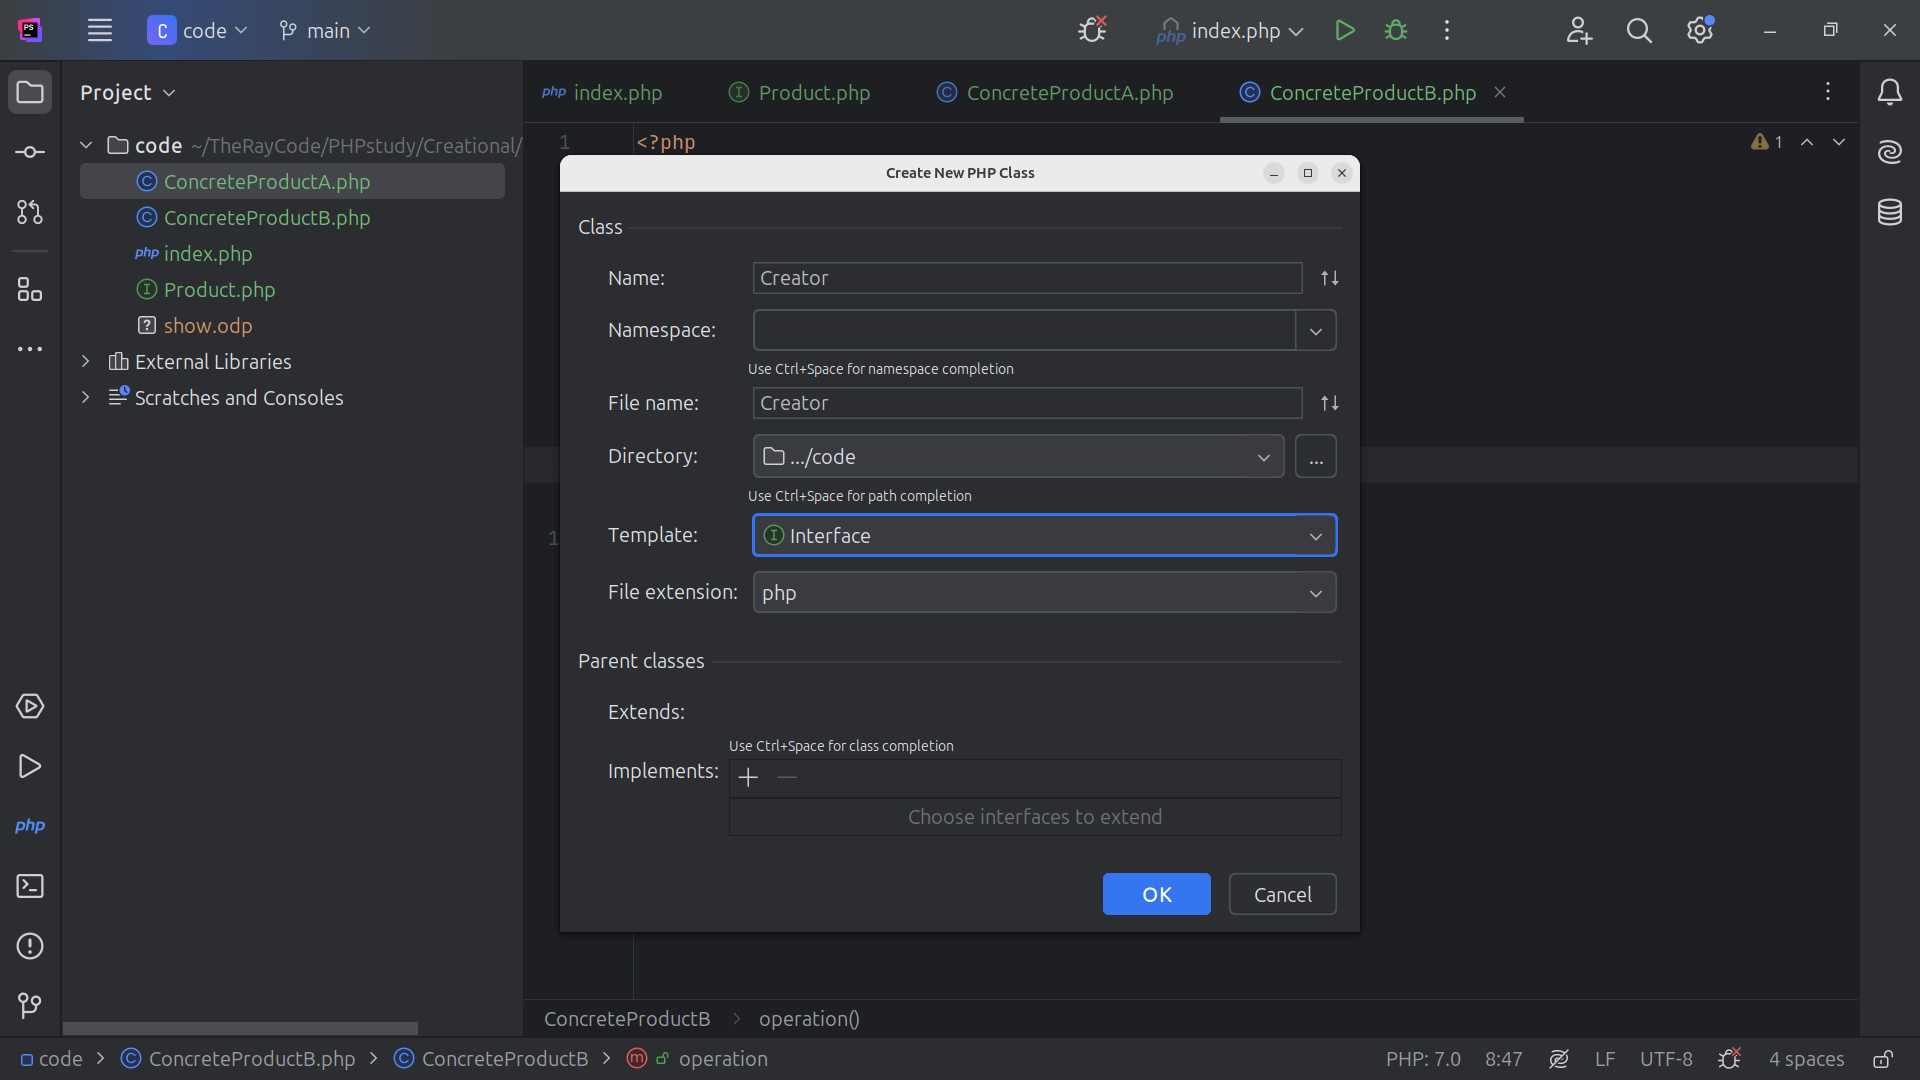 PS
C code
main
php index.php
Project
php index.php
Product.php
ConcreteProductA.php
ConcreteProductB.php
code ~/TheRayCode/PHPstudy/Creational/
ConcreteProductA.php
ConcreteProductB.php
php index.php
Product.php
show.odp
External Libraries
Scratches and Consoles
php
1
<?php
1
1
Create New PHP Class
Class
Name:
Creator
Namespace:
Use Ctrl+Space for namespace completion
File name:
Creator
Directory:
.../code
...
Use Ctrl+Space for path completion
Template:
Interface
File extension:
php
Parent classes
Extends:
Use Ctrl+Space for class completion
Implements:
Choose interfaces to extend
OK
Cancel
ConcreteProductB > operation()
code > ConcreteProductB.php > ConcreteProductB > operation
PHP: 7.0 8:47 LF UTF-8 4 spaces